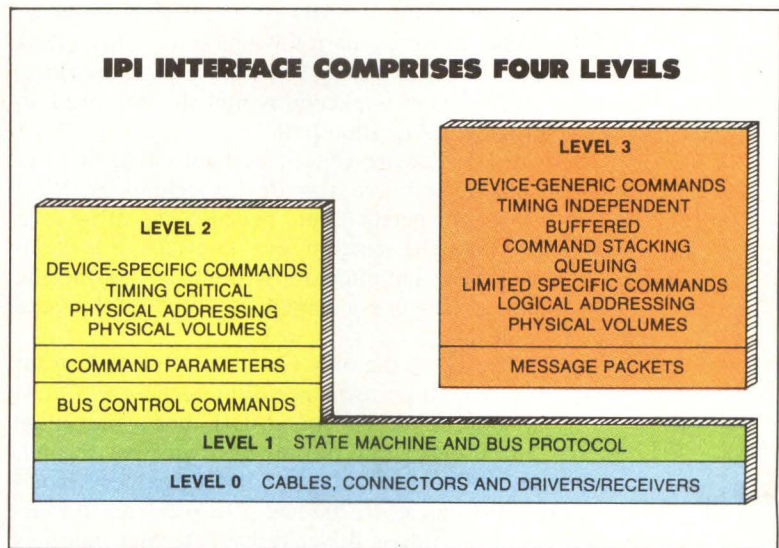 IPI INTERFACE COMPRISES FOUR LEVELS
LEVEL 2
DEVICE-SPECIFIC COMMANDS
TIMING CRITICAL
PHYSICAL ADDRESSING
PHYSICAL VOLUMES
COMMAND PARAMETERS
BUS CONTROL COMMANDS
LEVEL 3
DEVICE-GENERIC COMMANDS
TIMING INDEPENDENT
BUFFERED
COMMAND STACKING
QUEUING
LIMITED SPECIFIC COMMANDS
LOGICAL ADDRESSING
PHYSICAL VOLUMES
MESSAGE PACKETS
LEVEL 1 STATE MACHINE AND BUS PROTOCOL
LEVEL 0 CABLES, CONNECTORS AND DRIVERS/RECEIVERS